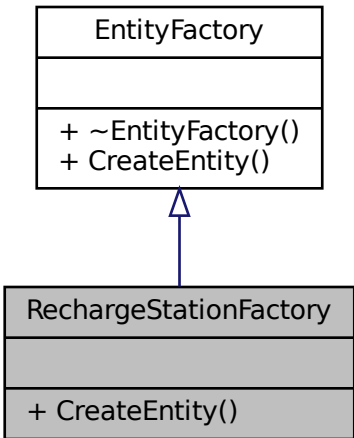 EntityFactory
+ ~EntityFactory()
+ CreateEntity()
RechargeStationFactory
+ CreateEntity()